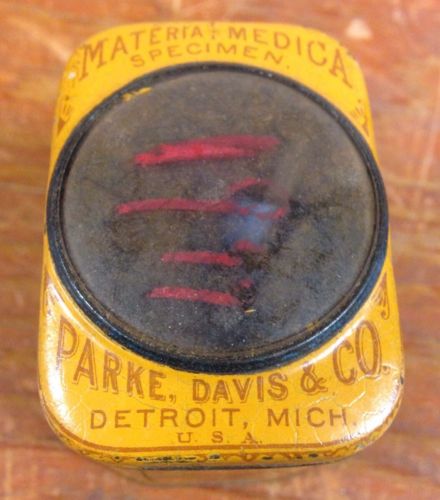 MATERIA MEDICA
SPECIMEN.
PARKE, DAVIS & CO.
DETROIT, MICH.
U.S.A.